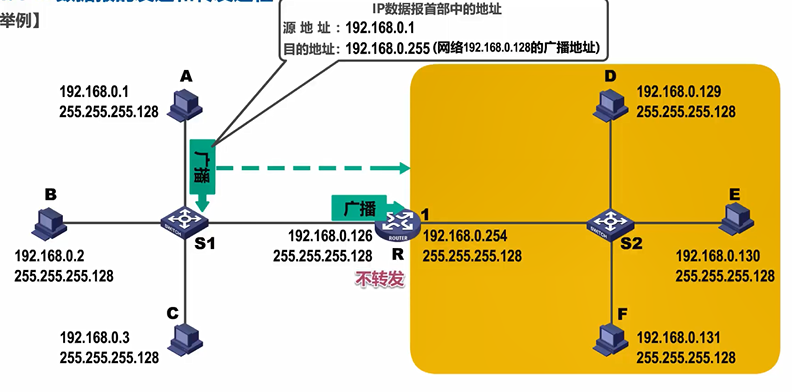 举例】
IP数据报首部中的地址
源 地 址：192.168.0.1
目的地址：192.168.0.255 (网络192.168.0.128的广播地址)
A
192.168.0.1
255.255.255.128
广播
B
192.168.0.2
255.255.255.128
SWITCH
S1
C
192.168.0.3
255.255.255.128
广播
192.168.0.126
255.255.255.128
ROUTER
R
1
不转发
192.168.0.254
255.255.255.128
D
192.168.0.129
255.255.255.128
SWITCH
S2
E
192.168.0.130
255.255.255.128
F
192.168.0.131
255.255.255.128